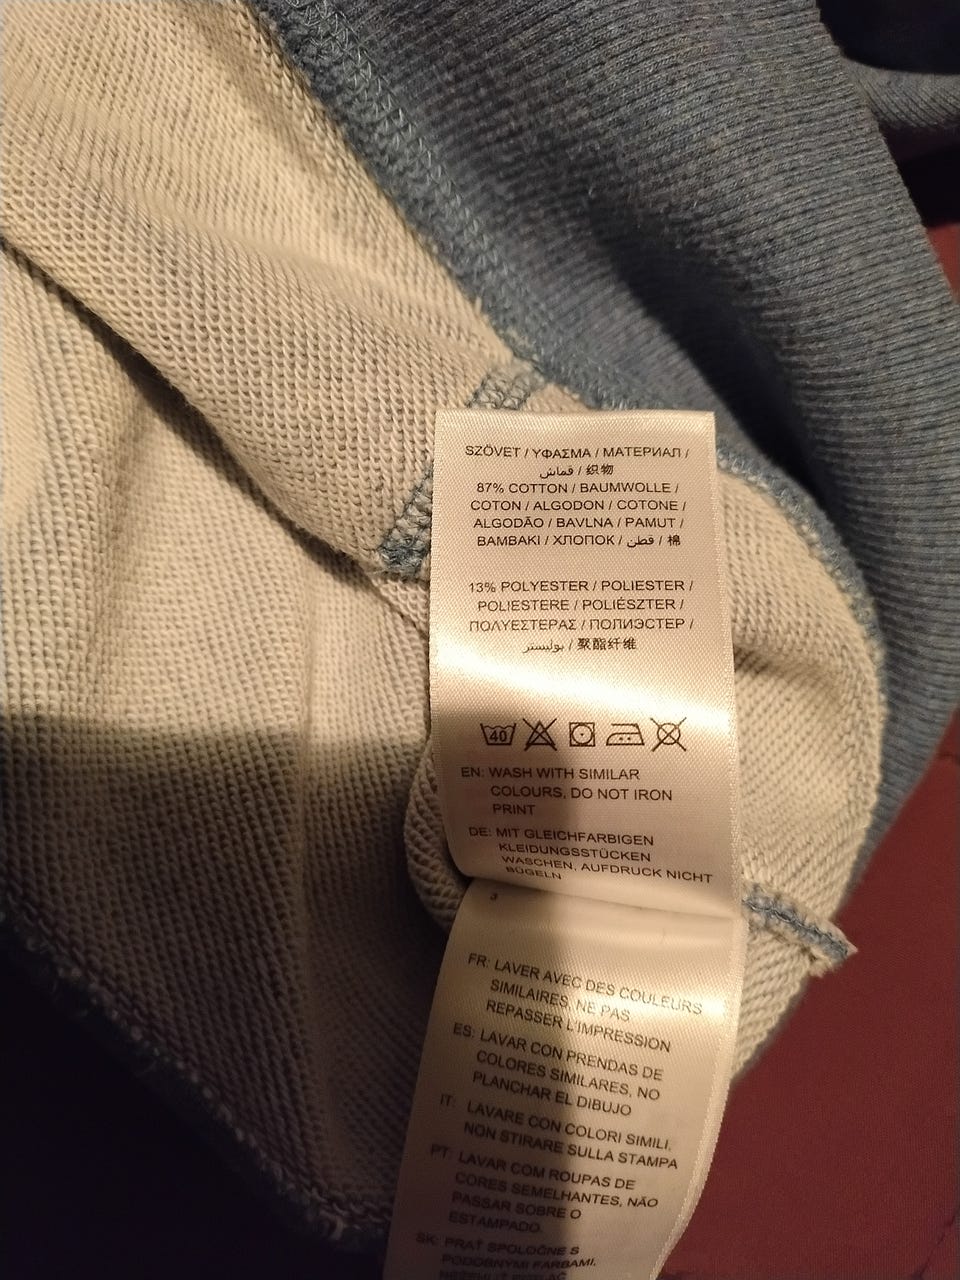 SZÖVET / ΥΦΑΣΜΑ / МАТЕРИАЛ /
قماش / 织物
87% COTTON / BAUMWOLLE /
COTON / ALGODON / COTONE /
ALGODÃO / BAVLNA / PAMUT /
ΒΑΜΒΑΚΙ / ХЛОПОК / قطن / 棉
13% POLYESTER / POLIESTER /
POLIESTERE / POLIÉSZTER /
ΠΟΛΥΕΣΤΕΡΑΣ / ПОЛИЭСТЕР /
بوليستر / 聚酯纤维
40
EN: WASH WITH SIMILAR
COLOURS, DO NOT IRON
PRINT
DE: MIT GLEICHFARBIGEN
KLEIDUNGSSTÜCKEN
WASCHEN, AUFDRUCK NICHT
BÜGELN
3
FR: LAVER AVEC DES COULEURS
SIMILAIRES, NE PAS
REPASSER L'IMPRESSION
ES: LAVAR CON PRENDAS DE
COLORES SIMILARES, NO
PLANCHAR EL DIBUJO
IT: LAVARE CON COLORI SIMILI,
NON STIRARE SULLA STAMPA
PT: LAVAR COM ROUPAS DE
CORES SEMELHANTES, NÃO
PASSAR SOBRE O
ESTAMPADO.
SK: PRAŤ SPOLOČNE S
PODOBNÝMI FARBAMI,